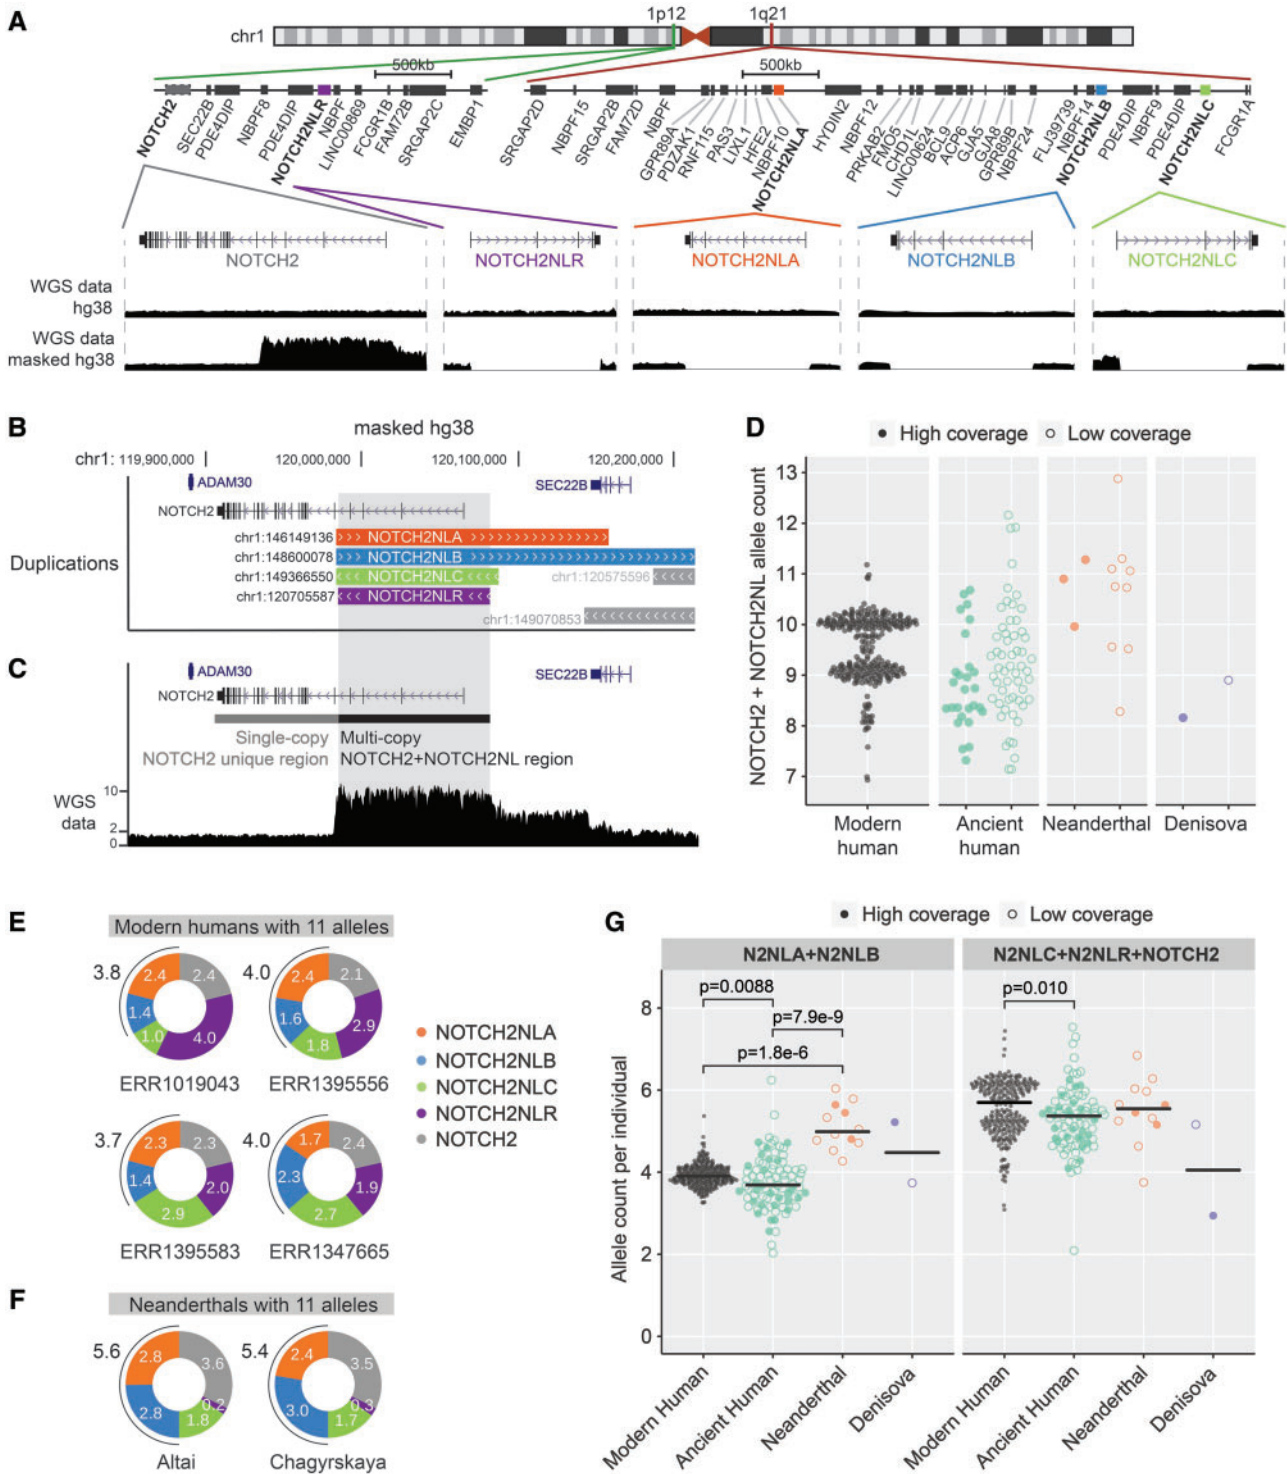 A
1p12
1q21
chr1
500kb
500kb
NOTCH2
SEC22B
PDE4DIP
NBPF8
PDE4DIP
NOTCH2NLR
NBPF
LINC00869
FCGR1B
FAM72B
SRGAP2C
EMBP1
SRGAP2D
NBPF15
SRGAP2B
FAM72D
NBPF
GPR89A
PDZAK1
RNF115
PAS3
LIXL1
HFE2
NBPF10
NOTCH2NLA
HYDIN2
NBPF12
PRKAB2
FMO5
CHD1L
LINC00624
BCL9
ACP6
GJA5
GJA8
GPR89B
NBPF24
FLJ39739
NBPF14
NOTCH2NLB
PDE4DIP
NBPF9
PDE4DIP
NOTCH2NLC
FCGR1A
NOTCH2
NOTCH2NLR
NOTCH2NLA
NOTCH2NLB
NOTCH2NLC
WGS data
hg38
WGS data
masked hg38
B
masked hg38
chr1: 119,900,000
120,000,000
120,100,000
120,200,000
ADAM30
SEC22B
NOTCH2
Duplications
chr1:146149136
NOTCH2NLA
chr1:148600078
NOTCH2NLB
chr1:149366550
NOTCH2NLC
chr1:120575596
chr1:120705587
NOTCH2NLR
chr1:149070853
C
ADAM30
SEC22B
NOTCH2
Single-copy
NOTCH2 unique region
Multi-copy
NOTCH2+NOTCH2NL region
WGS
data
10
2
0
D
High coverage
Low coverage
NOTCH2 + NOTCH2NL allele count
13
12
11
10
9
8
7
Modern
human
Ancient
human
Neanderthal
Denisova
E
Modern humans with 11 alleles
3.8
2.4
2.4
1.4
1.0
4.0
ERR1019043
4.0
2.4
2.1
1.6
1.8
2.9
ERR1395556
3.7
2.3
2.3
1.4
2.9
2.0
ERR1395583
4.0
1.7
2.4
2.3
2.7
1.9
ERR1347665
NOTCH2NLA
NOTCH2NLB
NOTCH2NLC
NOTCH2NLR
NOTCH2
F
Neanderthals with 11 alleles
5.6
2.8
3.6
0.2
2.8
1.8
Altai
5.4
2.4
3.5
0.3
3.0
1.7
Chagyrskaya
G
High coverage
Low coverage
N2NLA+N2NLB
N2NLC+N2NLR+NOTCH2
Allele count per individual
8
6
4
2
0
p=0.0088
p=7.9e-9
p=1.8e-6
p=0.010
Modern Human
Ancient Human
Neanderthal
Denisova
Modern Human
Ancient Human
Neanderthal
Denisova